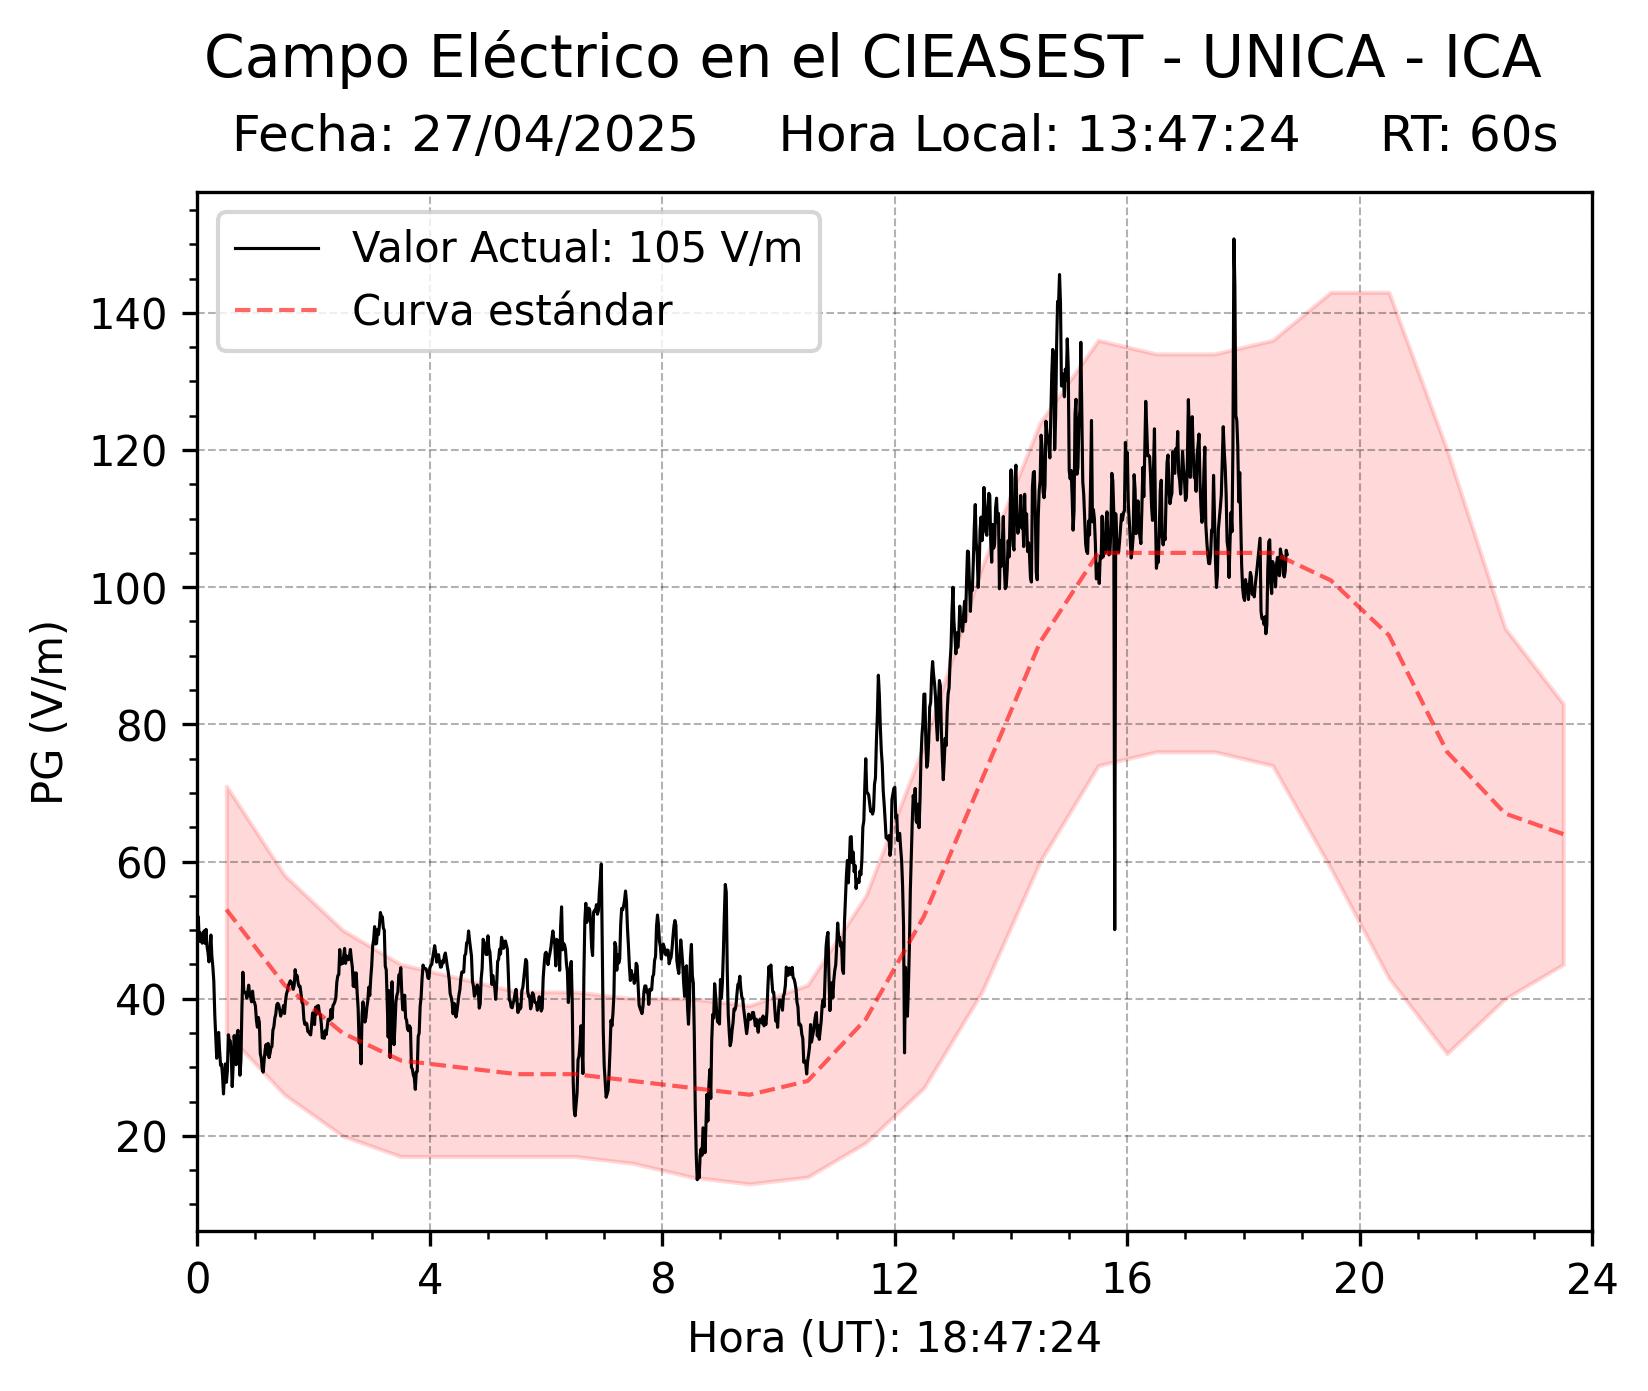 Campo Eléctrico en el CIEASEST - UNICA - ICA
Fecha: 27/04/2025 Hora Local: 13:47:24 RT: 60s
Valor Actual: 105 V/m
Curva estándar
140
120
100
80
60
40
20
PG (V/m)
0 4 8 12 16 20 24
Hora (UT): 18:47:24